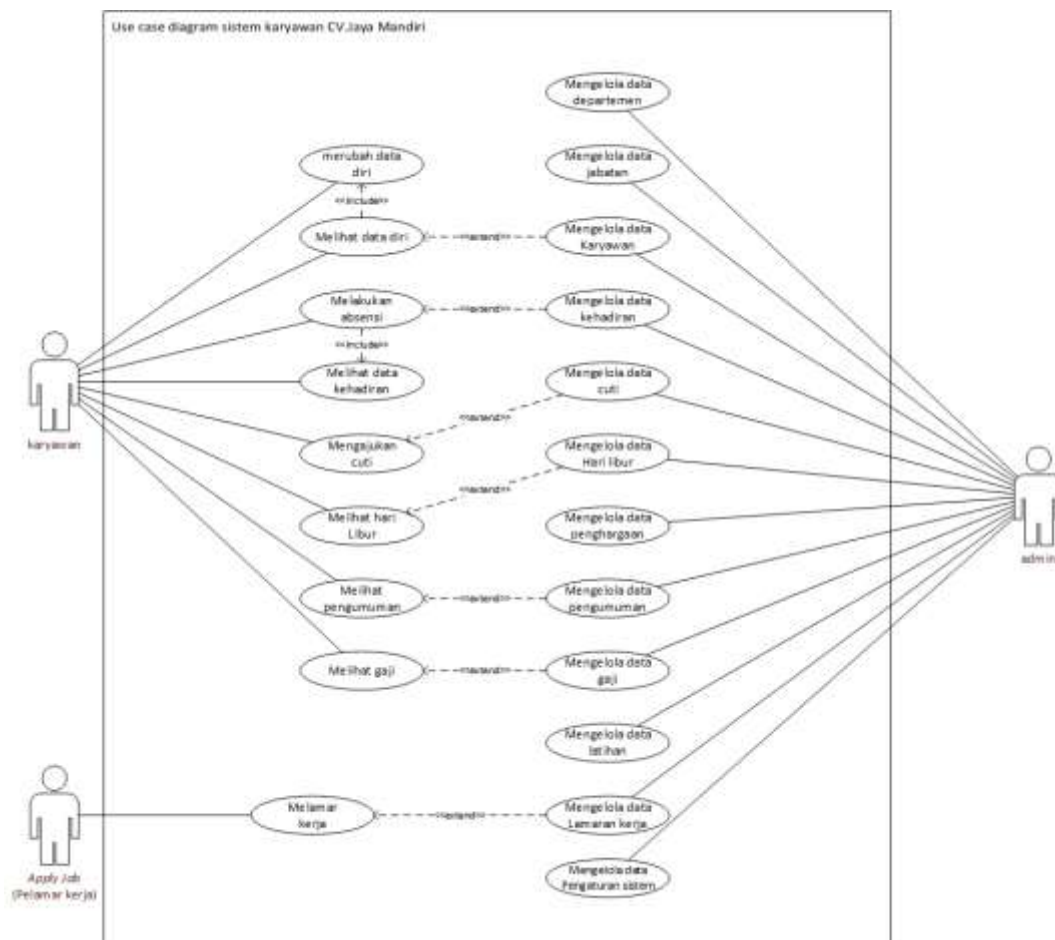 Use case diagram sistem karyawan CV.Jaya Mandiri
Mengelola data
departemen
merubah data
diri
Mengelola data
jabatan
<<include>>
Melihat data diri
<<extend>>
Mengelola data
Karyawan
Melakukan
absensi
<<extend>>
Mengelola data
kehadiran
<<include>>
Melihat data
kehadiran
Mengelola data
cuti
karyawan
<<extend>>
Mengajukan
cuti
Mengelola data
Hari libur
<<extend>>
Melihat hari
Libur
Mengelola data
penghargaan
admin
Melihat
pengumuman
<<extend>>
Mengelola data
pengumuman
Melihat gaji
<<extend>>
Mengelola data
gaji
Mengelola data
Melamar
kerja
<<extend>>
Mengelola data
Lamaran kerja
Apply Job
(Pelamar kerja)
Mengelola data
Pengaturan sistem